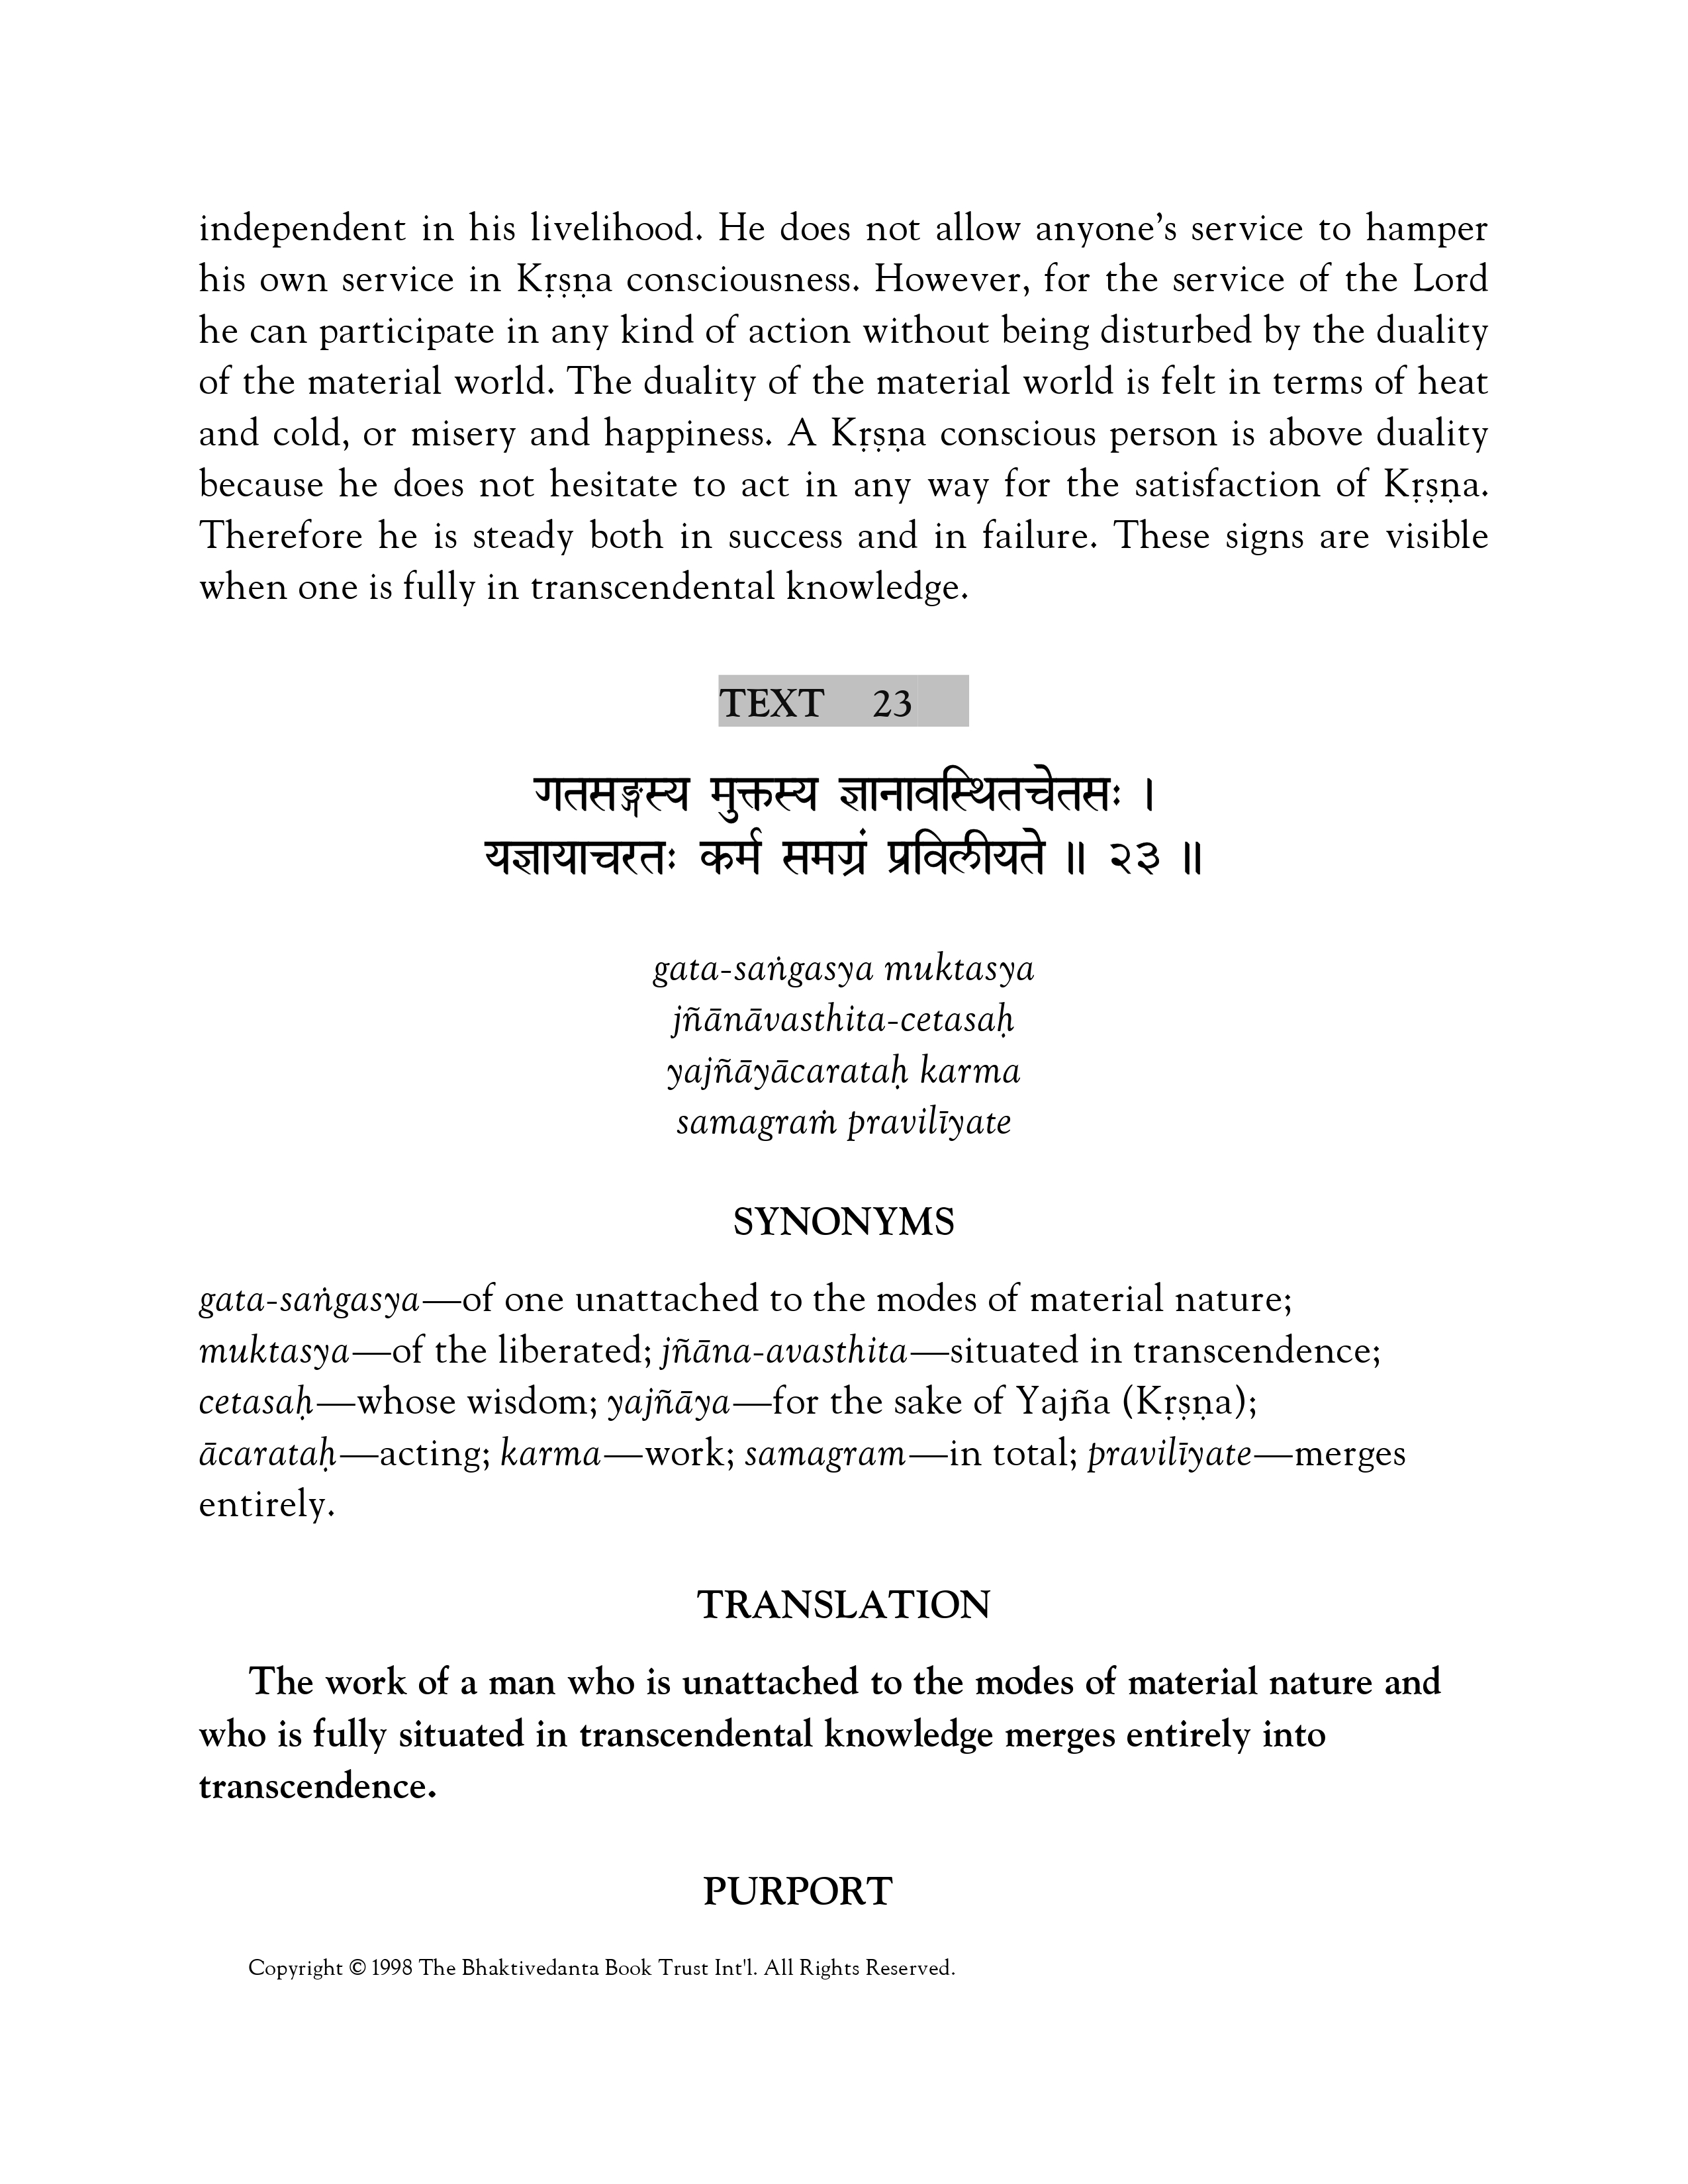 independent in his livelihood. He does not allow anyone’s service to hamper
his own service in Kṛṣṇa consciousness. However, for the service of the Lord
he can participate in any kind of action without being disturbed by the duality
of the material world. The duality of the material world is felt in terms of heat
and cold, or misery and happiness. A Kṛṣṇa conscious person is above duality
because he does not hesitate to act in any way for the satisfaction of Kṛṣṇa.
Therefore he is steady both in success and in failure. These signs are visible
when one is fully in transcendental knowledge.
TEXT 23
गतसङ्गस्य मुक्तस्य ज्ञानावस्थितचेतसः ।
यज्ञायाचरतः कर्म समग्रं प्रविलीयते ॥ २३ ॥
gata-saṅgasya muktasya
jñānāvasthita-cetasaḥ
yajñāyācarataḥ karma
samagraṁ pravilīyate
SYNONYMS
gata-saṅgasya—of one unattached to the modes of material nature;
muktasya—of the liberated; jñāna-avasthita—situated in transcendence;
cetasaḥ—whose wisdom; yajñāya—for the sake of Yajña (Kṛṣṇa);
ācarataḥ—acting; karma—work; samagram—in total; pravilīyate—merges
entirely.
TRANSLATION
The work of a man who is unattached to the modes of material nature and
who is fully situated in transcendental knowledge merges entirely into
transcendence.
PURPORT
Copyright © 1998 The Bhaktivedanta Book Trust Int'l. All Rights Reserved.